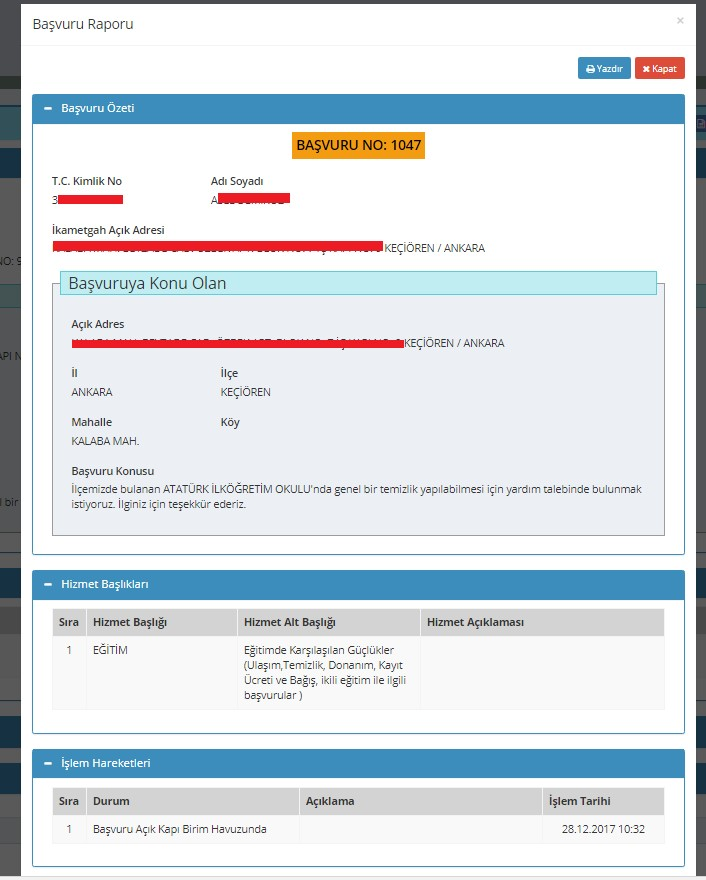 Başvuru Raporu
×
Yazdır
Kapat
Başvuru Özeti
BAŞVURU NO: 1047
T.C. Kimlik No
Adı Soyadı
3
A
İkametgah Açık Adresi
KEÇİÖREN / ANKARA
Başvuruya Konu Olan
Açık Adres
KEÇİÖREN / ANKARA
İl
İlçe
ANKARA
KEÇİÖREN
Mahalle
Köy
KALABA MAH.
Başvuru Konusu
İlçemizde bulanan ATATÜRK İLKÖĞRETİM OKULU'nda genel bir temizlik yapılabilmesi için yardım talebinde bulunmak
istiyoruz. İlginiz için teşekkür ederiz.
Hizmet Başlıkları
Sıra Hizmet Başlığı Hizmet Alt Başlığı Hizmet Açıklaması
1 EĞİTİM Eğitimde Karşılaşılan Güçlükler
(Ulaşım,Temizlik, Donanım, Kayıt
Ücreti ve Bağış, ikili eğitim ile ilgili
başvurular )
İşlem Hareketleri
Sıra Durum Açıklama İşlem Tarihi
1 Başvuru Açık Kapı Birim Havuzunda 28.12.2017 10:32